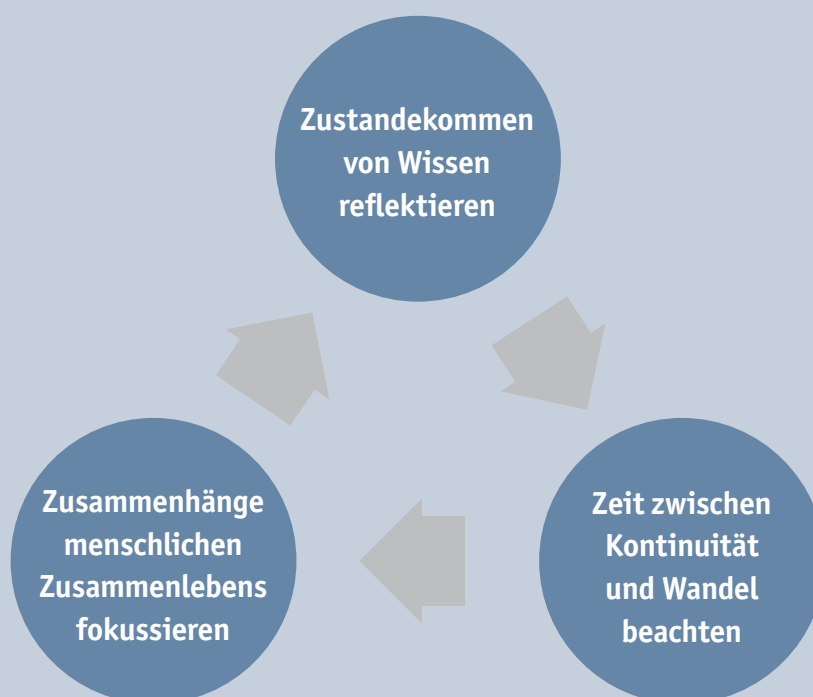 Zustandekommen
von Wissen
reflektieren
Zusammenhänge
menschlichen
Zusammenlebens
fokussieren
Zeit zwischen
Kontinuität
und Wandel
beachten